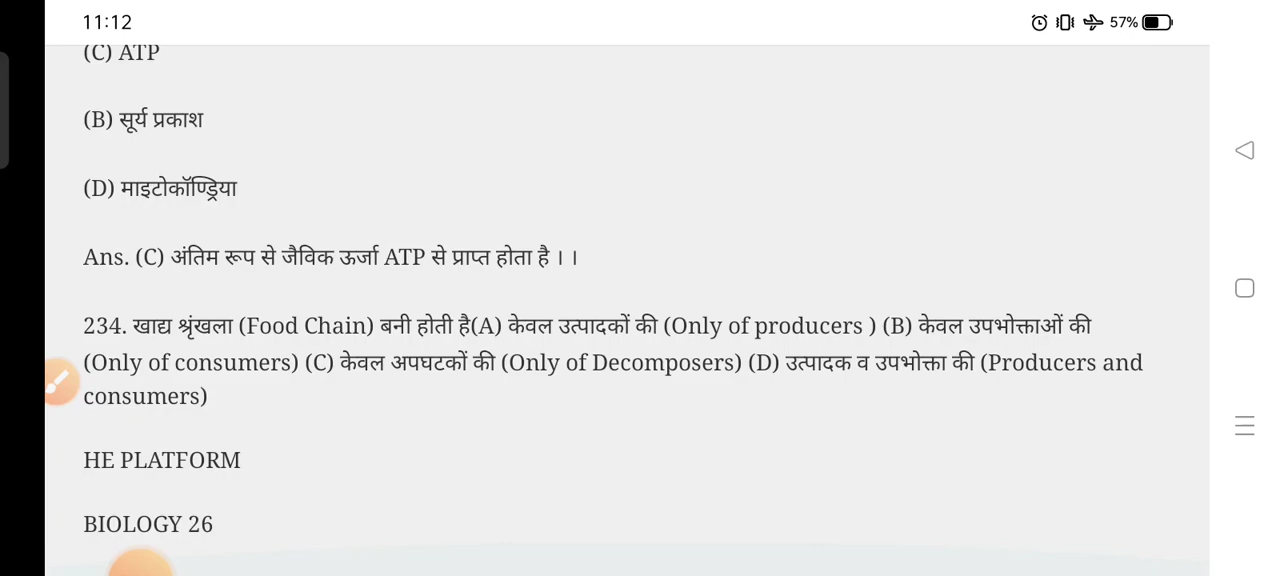 11:12
57%
(C) ATP
(B) सूर्य प्रकाश
(D) माइटोकॉण्ड्रिया
Ans. (C) अंतिम रूप से जैविक ऊर्जा ATP से प्राप्त होता है ।।
234. खाद्य श्रृंखला (Food Chain) बनी होती है(A) केवल उत्पादकों की (Only of producers ) (B) केवल उपभोक्ताओं की
(Only of consumers) (C) केवल अपघटकों की (Only of Decomposers) (D) उत्पादक व उपभोक्ता की (Producers and
consumers)
HE PLATFORM
BIOLOGY 26